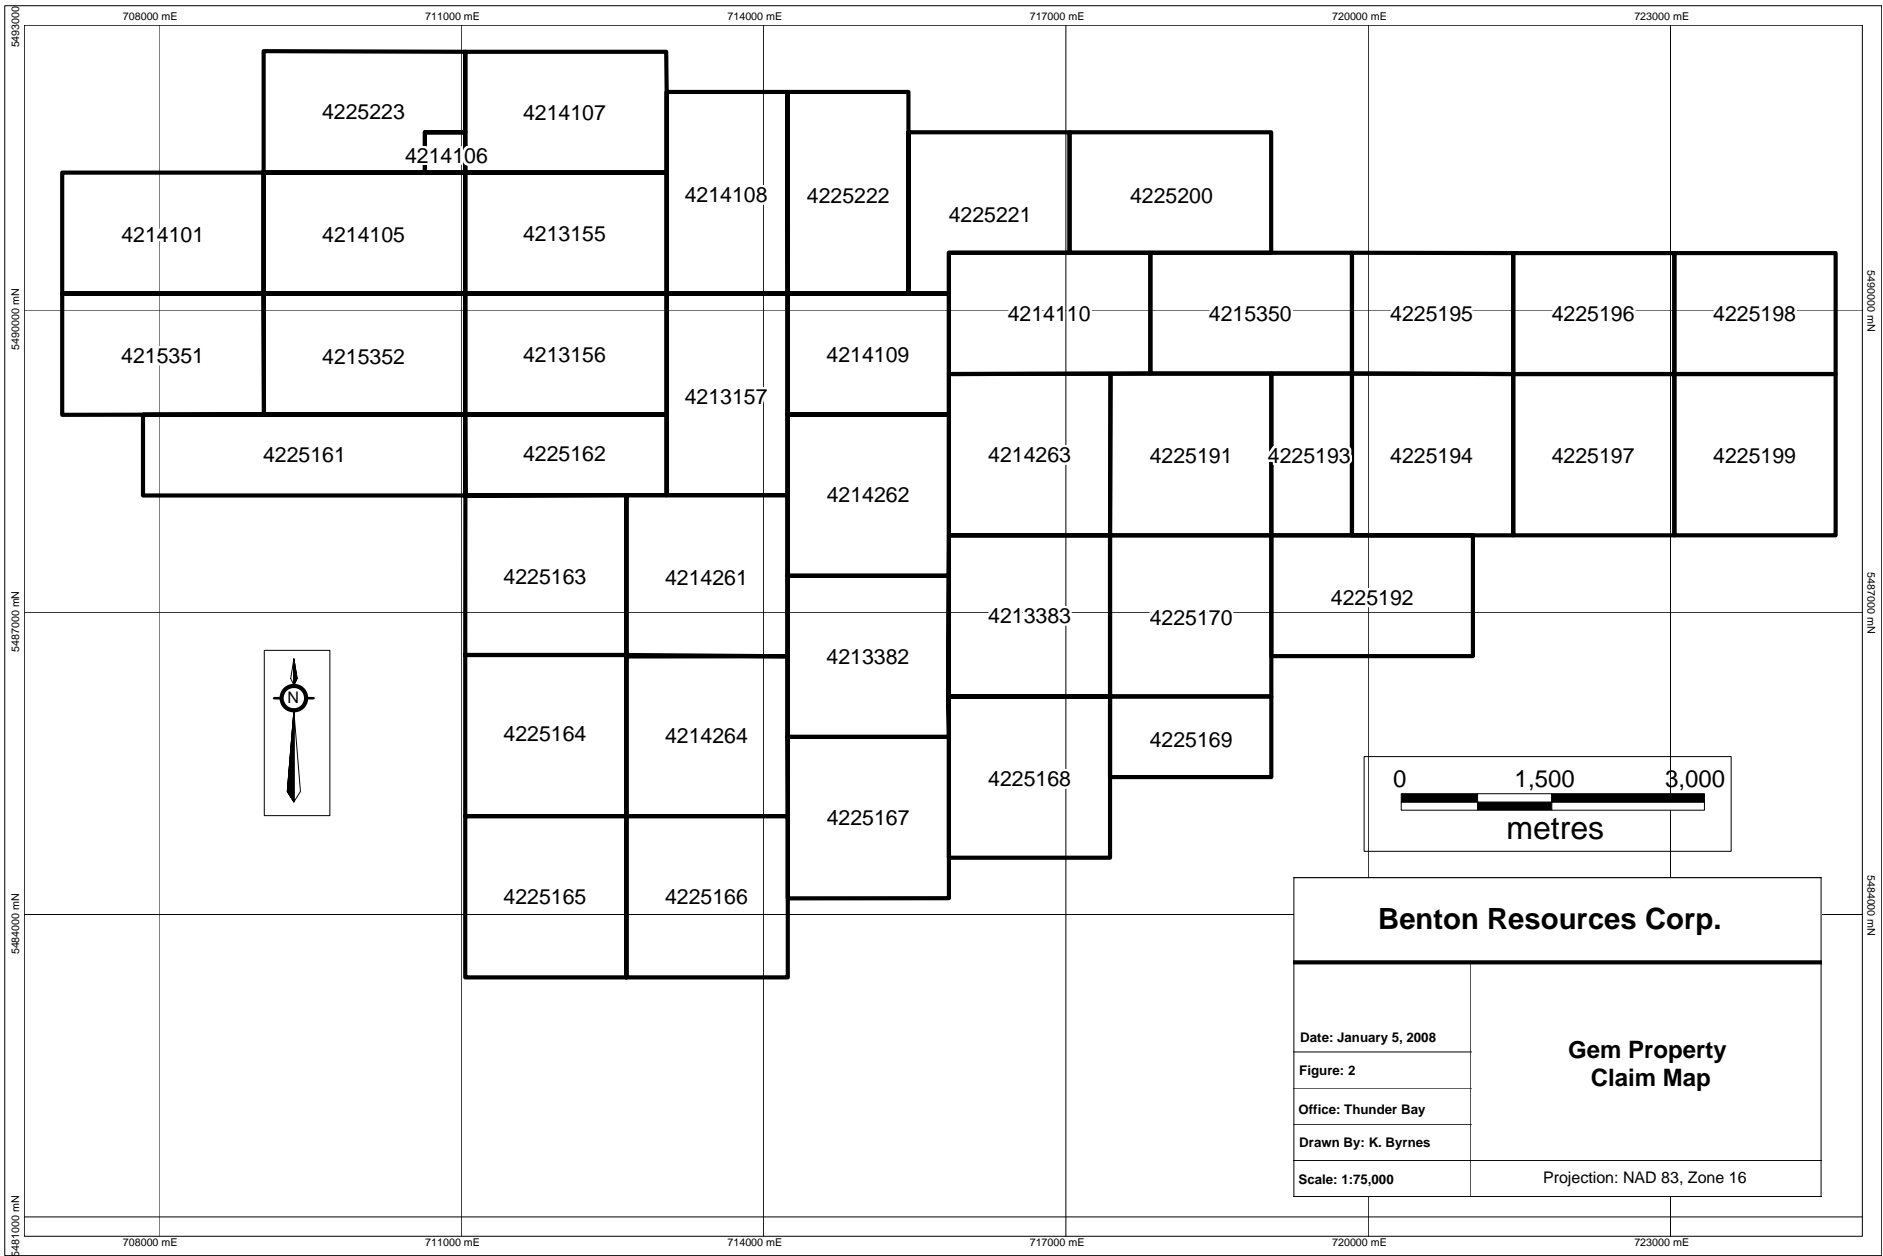 708000 mE 711000 mE 714000 mE 717000 mE 720000 mE 723000 mE
5493000
4225223 4214107
4214106
4214108 4225222 4225221 4225200
4214101 4214105 4213155
5490000 mN
4214110 4215350 4225195 4225196 4225198
5490000 mN
4215351 4215352 4213156 4214109
4213157
4225161 4225162 4214263 4225191 4225193 4225194 4225197 4225199
4214262
4225163 4214261
4225192
5487000 mN
4213383 4225170
5487000 mN
4213382
N
4225164 4214264 4225169
4225168
4225167
0 1,500 3,000
metres
4225165 4225166
5484000 mN
5484000 mN
Benton Resources Corp.
Date: January 5, 2008
Figure: 2
Office: Thunder Bay
Drawn By: K. Byrnes
Scale: 1:75,000
Gem Property
Claim Map
Projection: NAD 83, Zone 16
5481000 mN
708000 mE 711000 mE 714000 mE 717000 mE 720000 mE 723000 mE